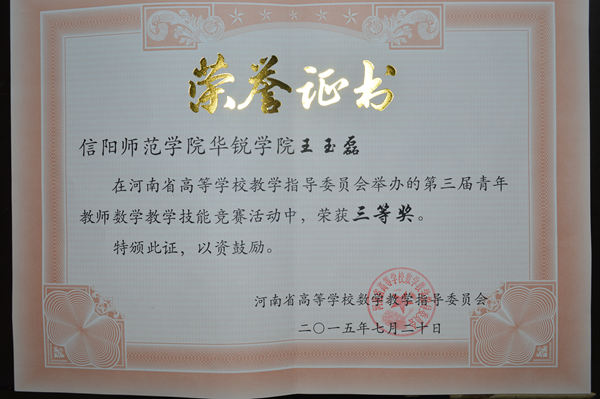 荣誉证书
信阳师范学院华锐学院王玉磊
在河南省高等学校教学指导委员会举办的第三届青年
教师数学教学技能竞赛活动中，荣获三等奖。
特颁此证，以资鼓励。
河南省高等学校数学教学指导委员会
二〇一五年七月二十日